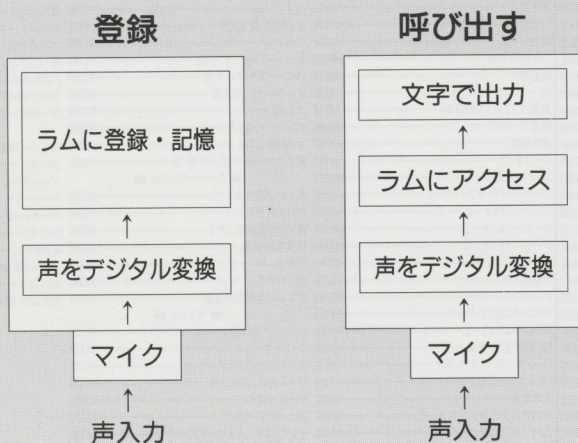 登録
ラムに登録・記憶
↑
声をデジタル変換
↑
マイク
↑
声入力
呼び出す
文字で出力
↑
ラムにアクセス
↑
声をデジタル変換
↑
マイク
↑
声入力